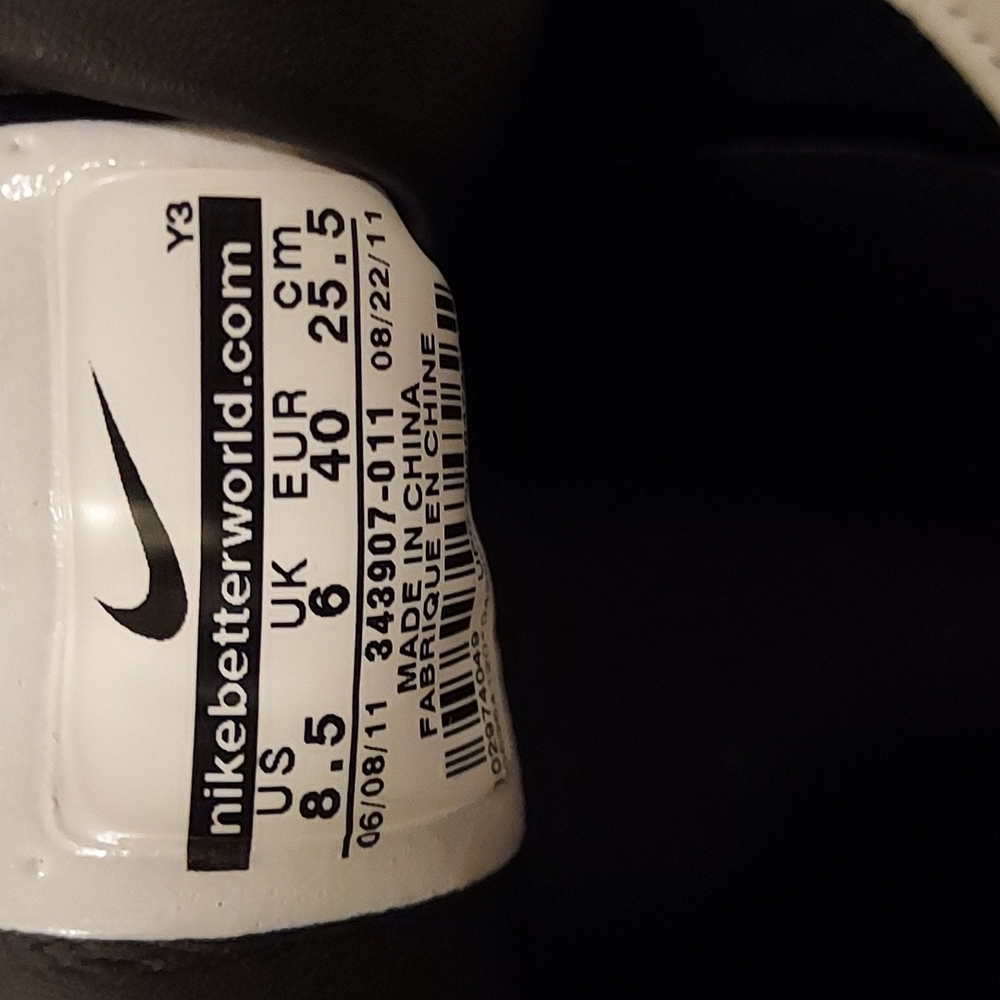 Y3
nikebetterworld.com
US UK EUR cm
8.5 6 40 25.5
06/08/11 343907-011 08/22/11
MADE IN CHINA
FABRIQUE EN CHINE